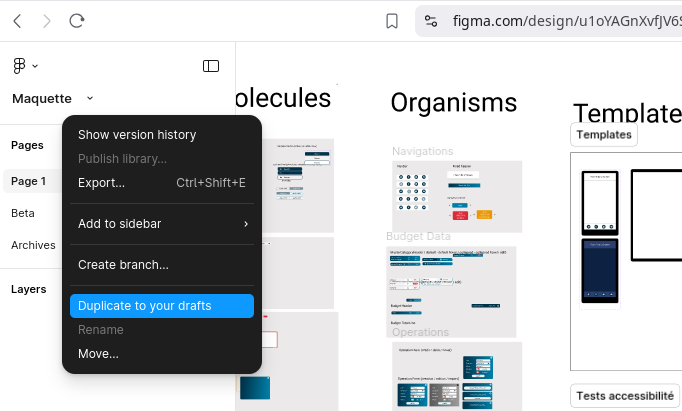 figma.com/design/u1oYAGnXvfJV6S
Maquette
olecules
Organisms
Template
Templates
Show version history
Pages
Publish library...
Navigations
Page 1
Export... Ctrl+Shift+E
Beta
Add to sidebar
Budget Data
Archives
Create branch...
Layers
Duplicate to your drafts
Rename
Operations
Move...
Tests accessibilité